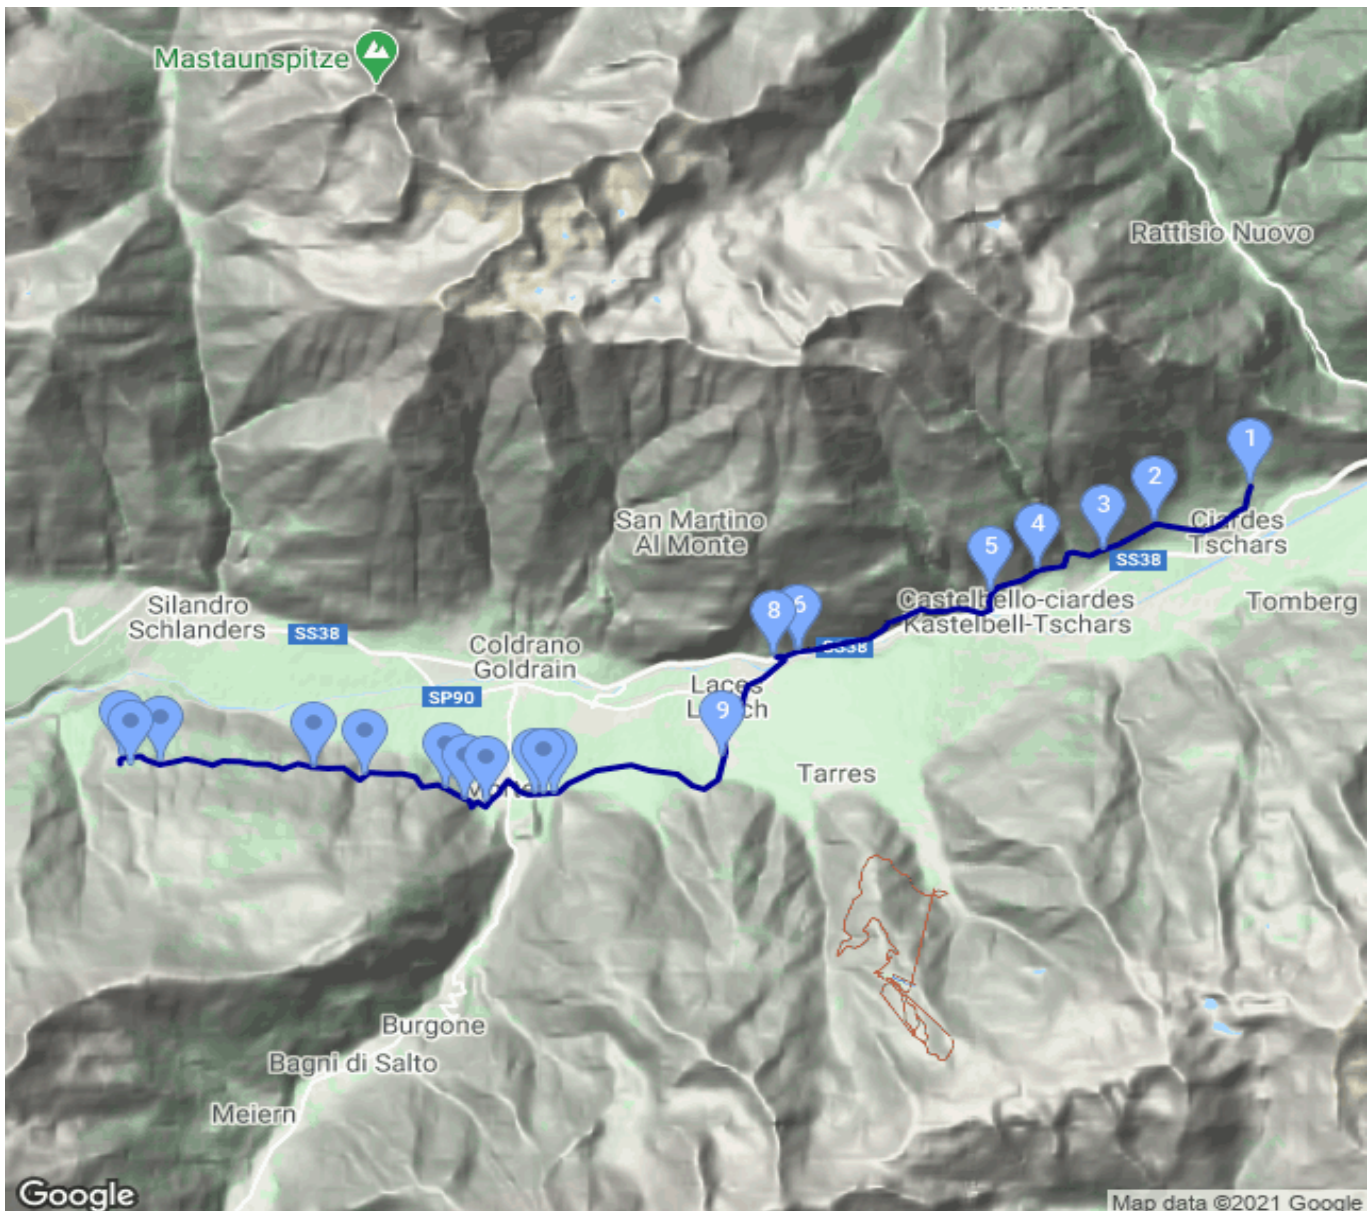 Mastaunspitze
Rattisio Nuovo
1
2
3
4
5
6
8
9
Ciardes
Tschars
SS38
San Martino
Al Monte
Castelbello-ciardes
Kastelbell-Tschars
Tomberg
Silandro
Schlanders
SS38
Coldrano
Goldrain
SS38
SP90
Laces
Tarres
Burgone
Bagni di Salto
Meiern
Google
Map data ©2021 Google